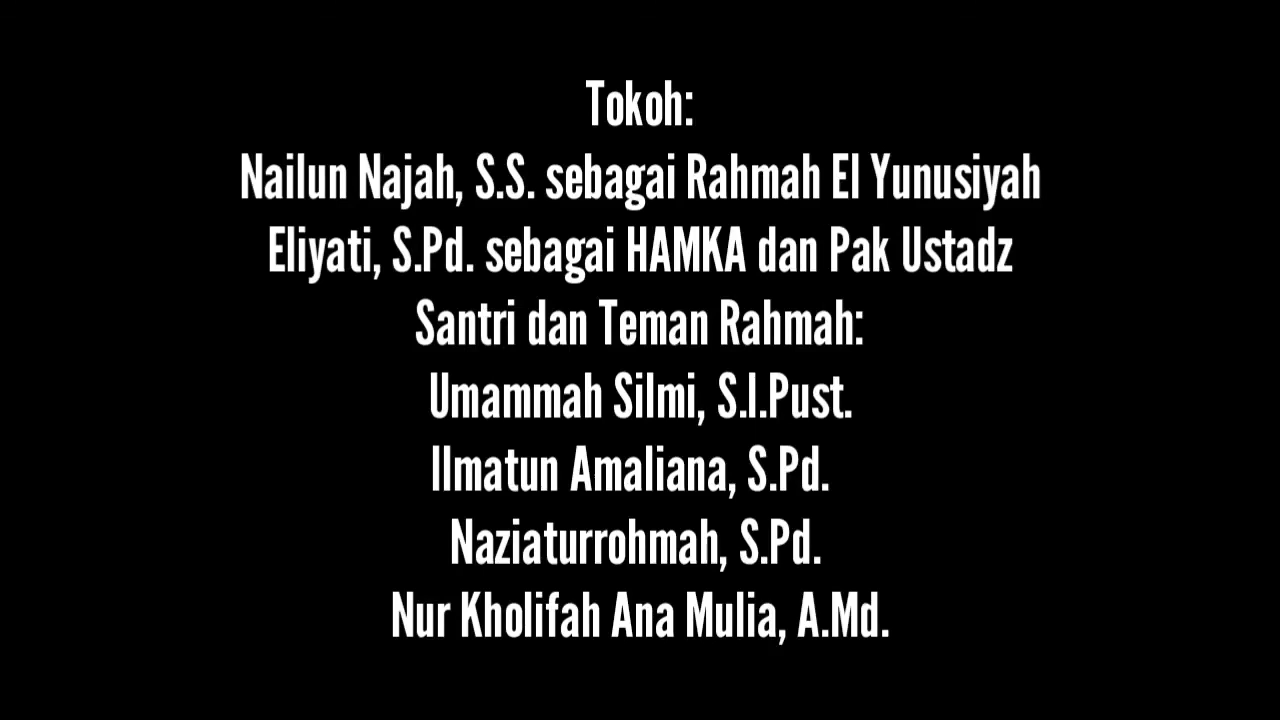 Tokoh:
Nailun Najah, S.S. sebagai Rahmah El Yunusiyah
Eliyati, S.Pd. sebagai HAMKA dan Pak Ustadz
Santri dan Teman Rahmah:
Umammah Silmi, S.I.Pust.
Ilmatun Amaliana, S.Pd.
Naziaturrohmah, S.Pd.
Nur Kholifah Ana Mulia, A.Md.